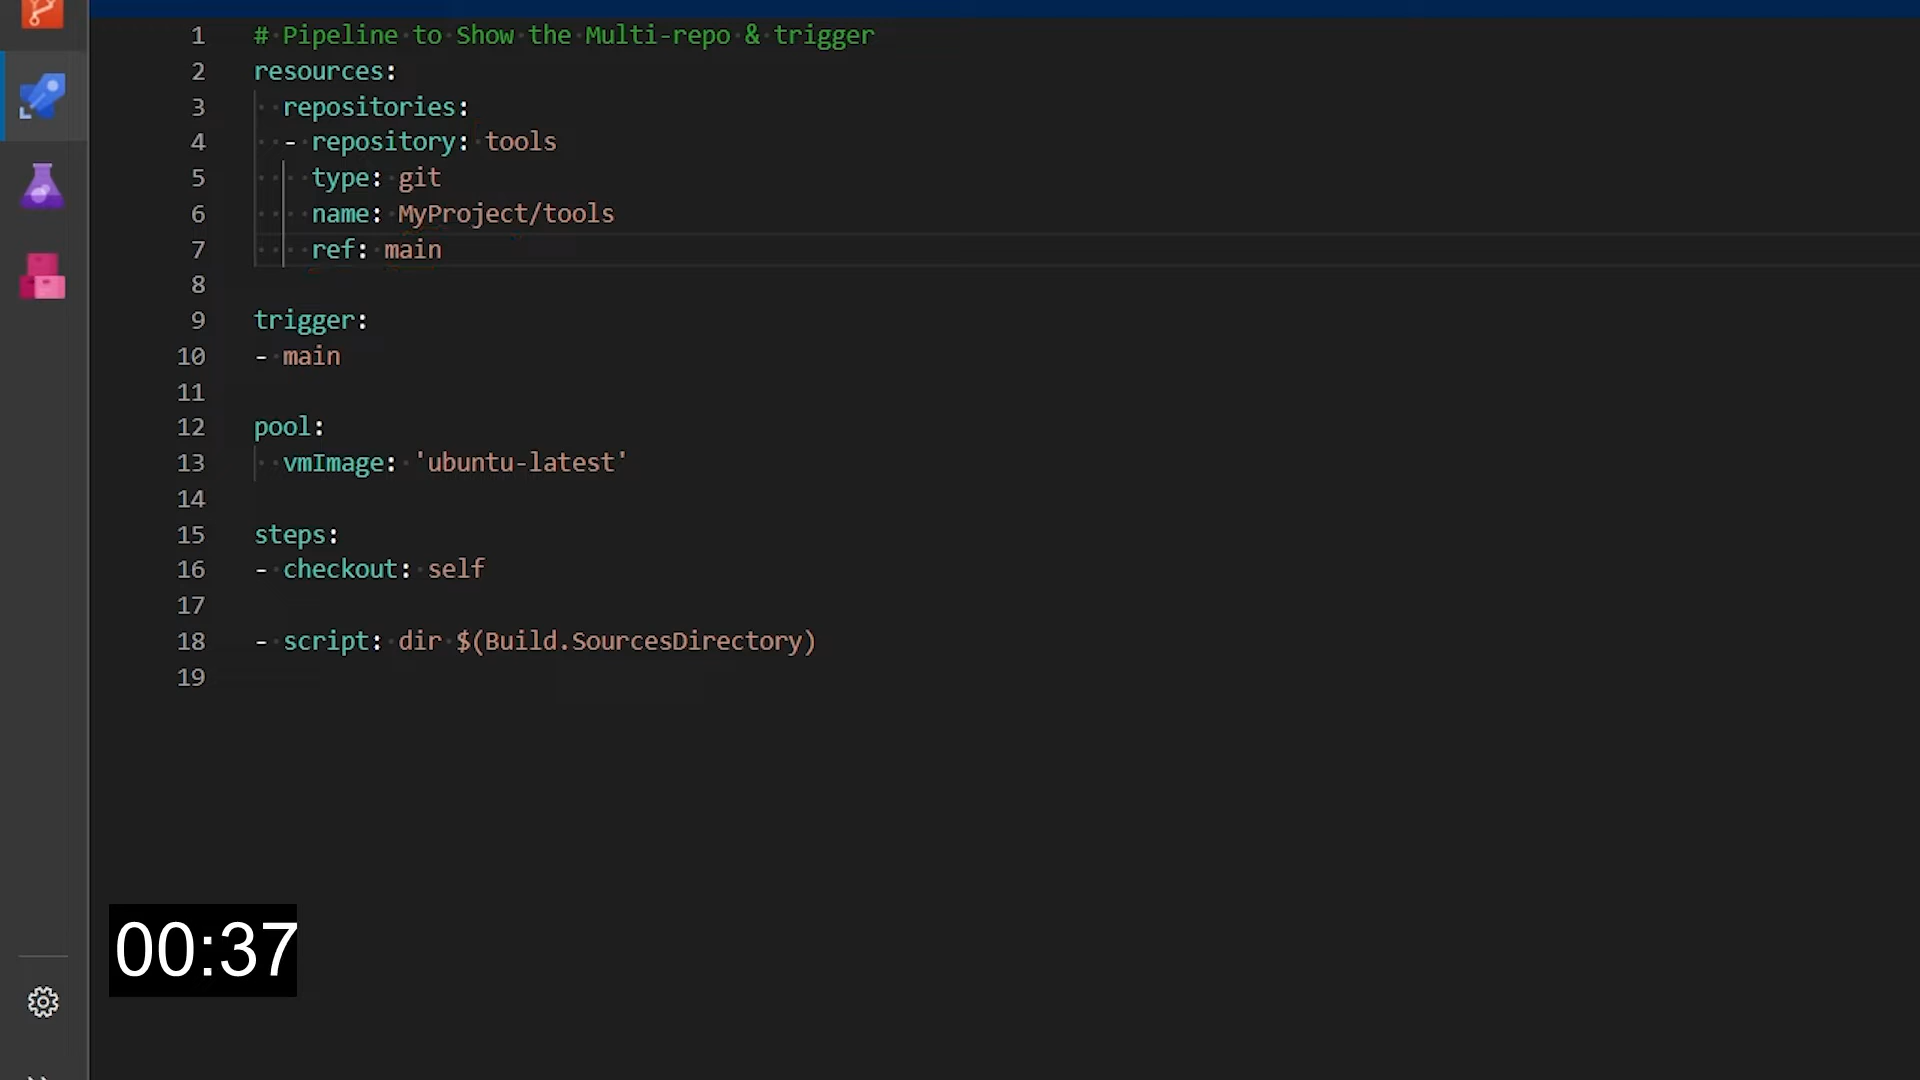 1 # Pipeline to Show the Multi-repo & trigger
2 resources:
3 repositories:
4 - repository: tools
5 type: git
6 name: MyProject/tools
7 ref: main
8
9 trigger:
10 - main
11
12 pool:
13 vmImage: 'ubuntu-latest'
14
15 steps:
16 - checkout: self
17
18 - script: dir $(Build.SourcesDirectory)
19
00:37